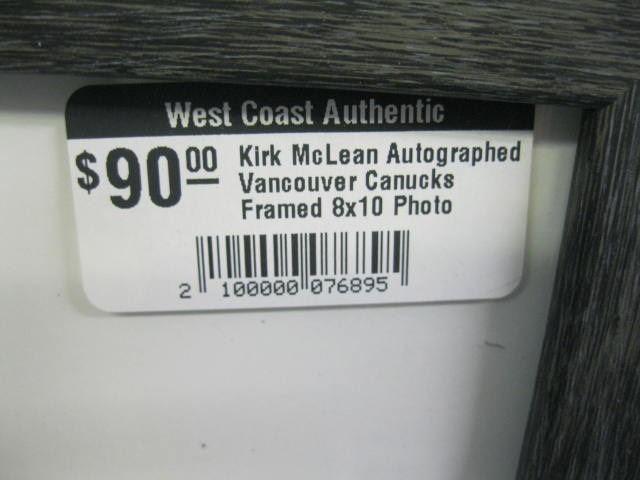 West Coast Authentic
$90.00 Kirk McLean Autographed
Vancouver Canucks
Framed 8x10 Photo
2 100000 076895